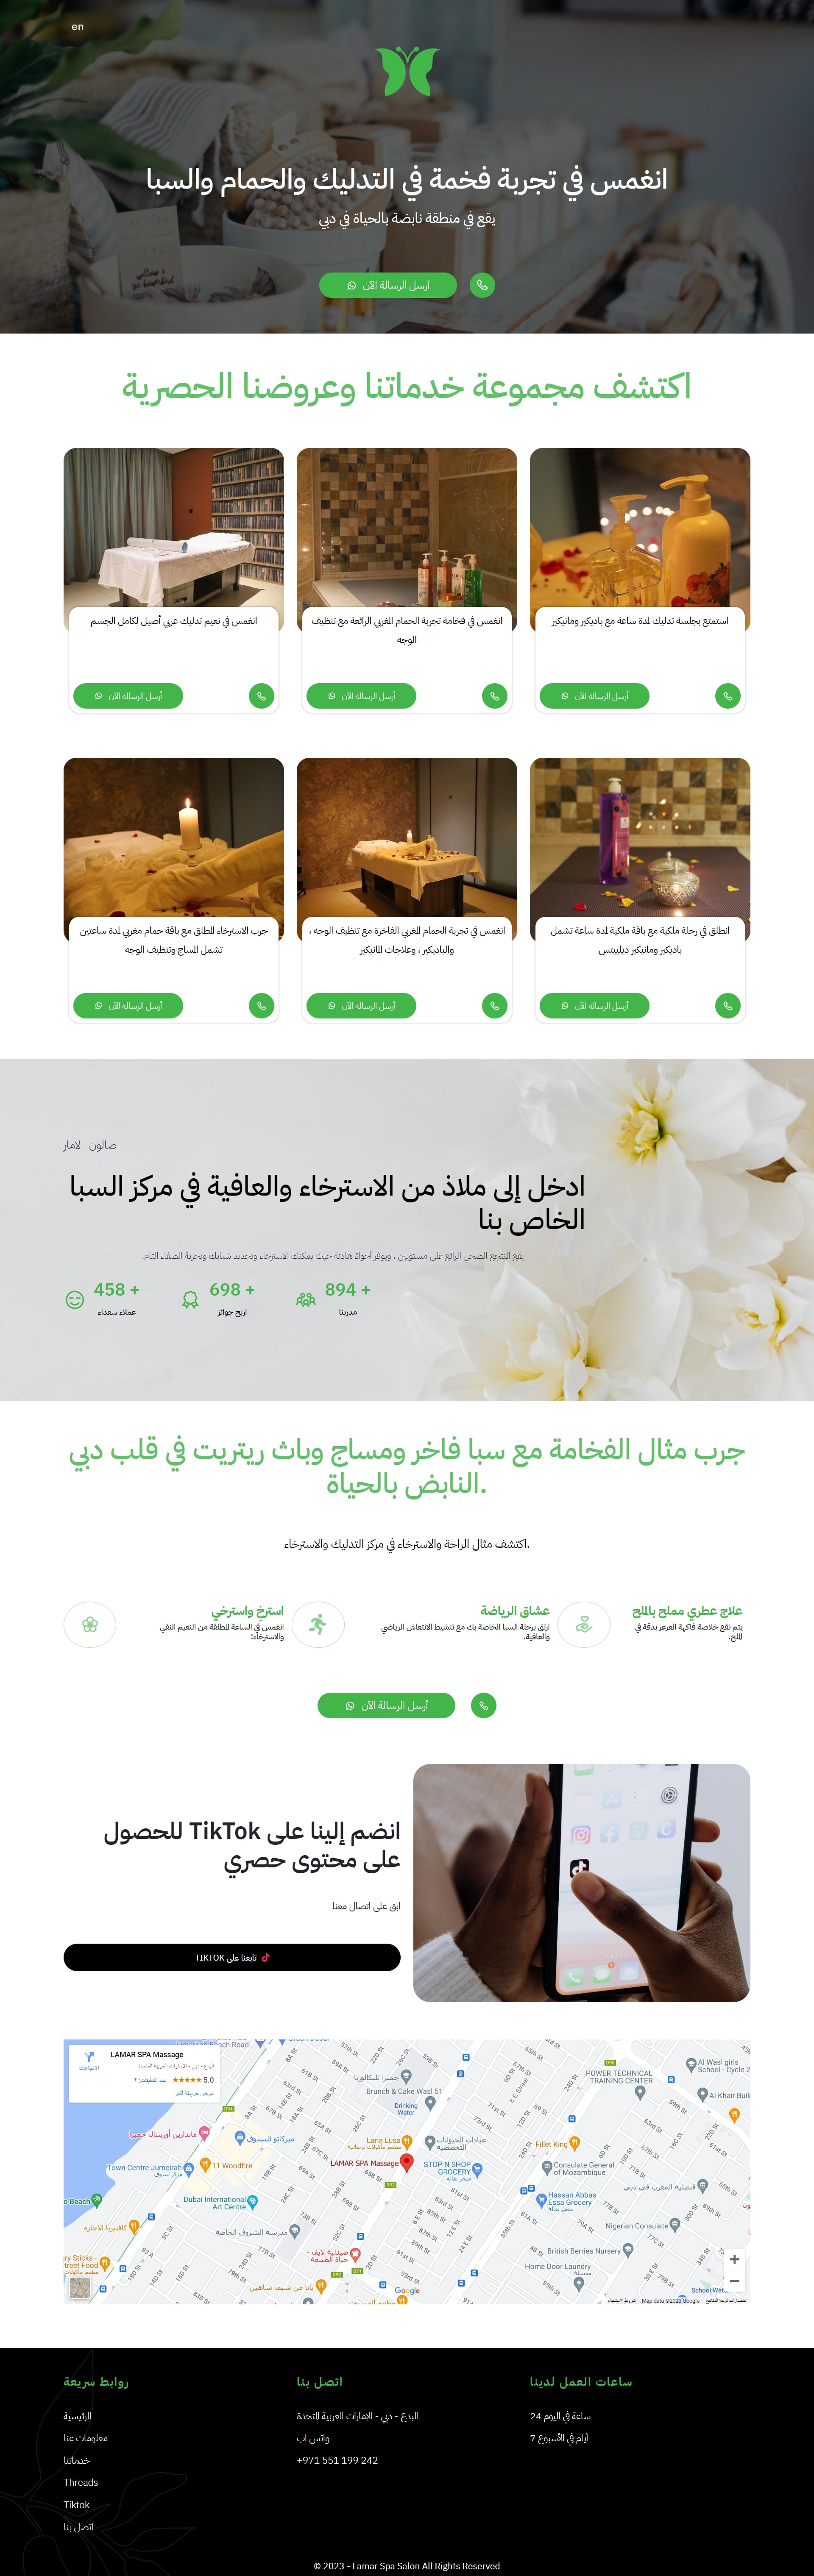 en
انغمس في تجربة فخمة في التدليك والحمام والسبا
يقع في منطقة نابضة بالحياة في دبي
أرسل الرسالة الآن
اكتشف مجموعة خدماتنا وعروضنا الحصرية
استمتع بجلسة تدليك لمدة ساعة مع باديكير ومانيكير
أرسل الرسالة الآن
انغمس في فخامة تجربة الحمام المغربي الرائعة مع تنظيف
الوجه
أرسل الرسالة الآن
انغمس في نعيم تدليك عربي أصيل لكامل الجسم
أرسل الرسالة الآن
انطلق في رحلة ملكية مع باقة ملكية لمدة ساعة تشمل
باديكير ومانيكير ديليبيتس
أرسل الرسالة الآن
انغمس في تجربة الحمام المغربي الفاخرة مع تنظيف الوجه ،
والباديكير ، وعلاجات المانيكير
أرسل الرسالة الآن
جرب الاسترخاء المطلق مع باقة حمام مغربي لمدة ساعتين
تشمل المساج وتنظيف الوجه
أرسل الرسالة الآن
صالون لامار
ادخل إلى ملاذ من الاسترخاء والعافية في مركز السبا
الخاص بنا
يقع المنتجع الصحي الرائع على مستويين ، ويوفر أجواءً هادئة حيث يمكنك الاسترخاء وتجديد شبابك وتجربة الصفاء التام.
894 +
مدربنا
698 +
اربح جوائز
458 +
عملاء سعداء
جرب مثال الفخامة مع سبا فاخر ومساج وباث ريتريت في قلب دبي
النابض بالحياة.
اكتشف مثال الراحة والاسترخاء في مركز التدليك والاسترخاء.
علاج عطري مملح بالملح
يتم نقع خلاصة فاكهة العرعر بدقة في
الملح.
عشاق الرياضة
ارتق برحلة السبا الخاصة بك مع تنشيط الانتعاش الرياضي
والعافية.
استرخِ واسترخي
انغمس في الساعة المطلقة من النعيم النقي
والاسترخاء!
أرسل الرسالة الآن
انضم إلينا على TikTok للحصول
على محتوى حصري
ابق على اتصال معنا
تابعنا على TIKTOK
LAMAR SPA Massage
البدع - دبي - الإمارات العربية المتحدة
الاتجاهات
5.0
عرض خريطة أكبر
Brunch & Cake Wasl 51
Drinking
Water
POWER TECHNICAL
TRAINING CENTER
Al Wasl girls
School - Cycle 2
Lana Lusa
LAMAR SPA Massage
STOP N SHOP
GROCERY
Fillet King
Consulate General
of Mozambique
Town Centre Jumeirah
11 Woodfire
Dubai International
Art Centre
Hassan Abbas
Essa Grocery
Nigerian Consulate
British Berries Nursery
Home Door Laundry
Google
Map data ©2023 Google
ساعات العمل لدينا
24 ساعة في اليوم
7 أيام في الأسبوع
اتصل بنا
البدع - دبي - الإمارات العربية المتحدة
واتس اب
+971 551 199 242
روابط سريعة
الرئيسية
معلومات عنا
خدماتنا
Threads
Tiktok
اتصل بنا
© 2023 - Lamar Spa Salon All Rights Reserved